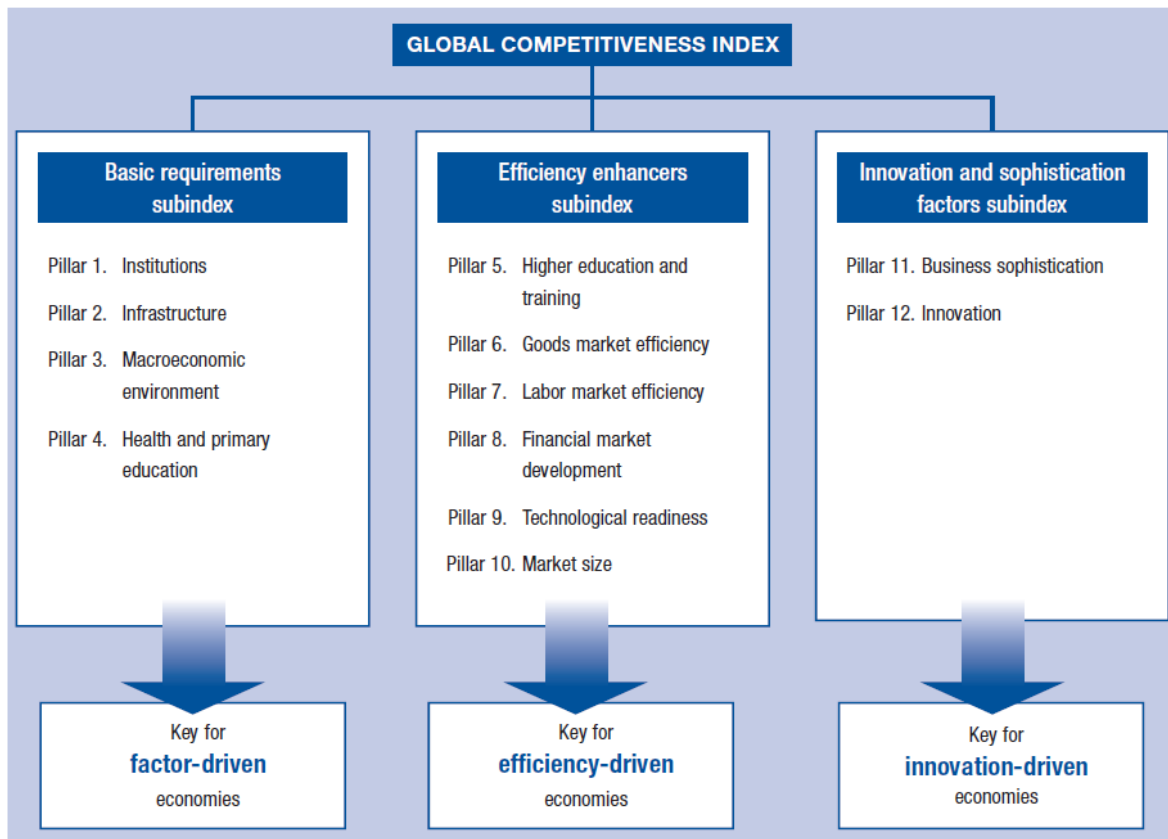 GLOBAL COMPETITIVENESS INDEX
Basic requirements
subindex
Pillar 1. Institutions
Pillar 2. Infrastructure
Pillar 3. Macroeconomic
environment
Pillar 4. Health and primary
education
Key for
factor-driven
economies
Efficiency enhancers
subindex
Pillar 5. Higher education and
training
Pillar 6. Goods market efficiency
Pillar 7. Labor market efficiency
Pillar 8. Financial market
development
Pillar 9. Technological readiness
Pillar 10. Market size
Key for
efficiency-driven
economies
Innovation and sophistication
factors subindex
Pillar 11. Business sophistication
Pillar 12. Innovation
Key for
innovation-driven
economies